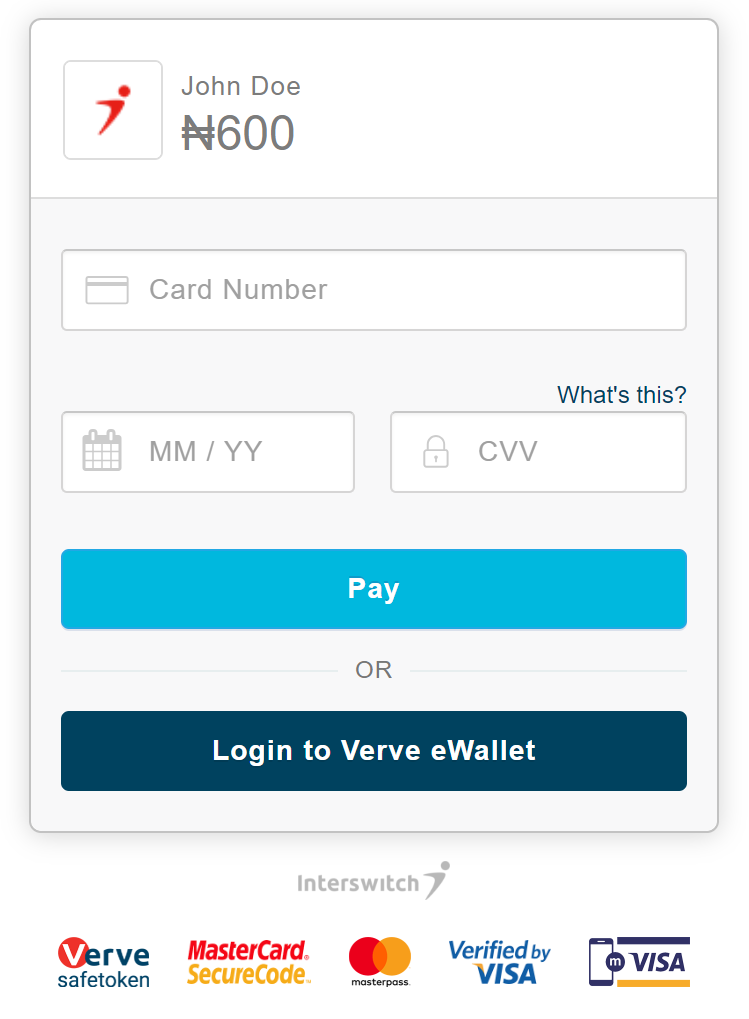 John Doe
₦600
Card Number
What's this?
MM / YY
CVV
Pay
OR
Login to Verve eWallet
Interswitch
Verve safetoken
MasterCard. SecureCode.
masterpass.
Verified by VISA
m VISA